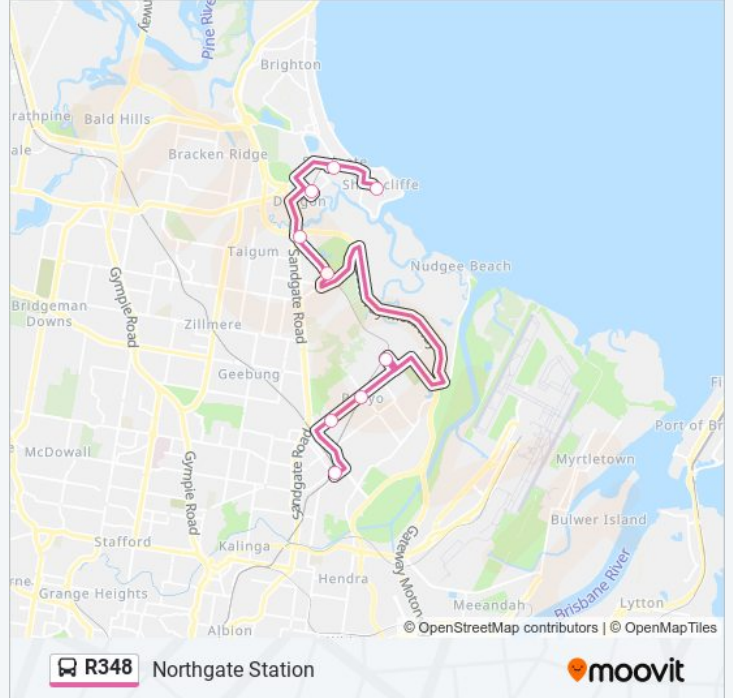 Pine River
Brighton
Bald Hills
Bracken Ridge
Taigum
Sandgate Road
Nudgee Beach
Gympie Road
Bridgeman
Downs
Zillmere
Geebung
McDowall
Sandgate Road
Gympie Road
Port of Br
Myrtletown
Bulwer Island
Stafford
Kalinga
Hendra
Gateway Moton
Brisbane River
Grange Heights
Meeandah
Lytton
Albion
© OpenStreetMap contributors | © OpenMapTiles
R348 Northgate Station
moovit